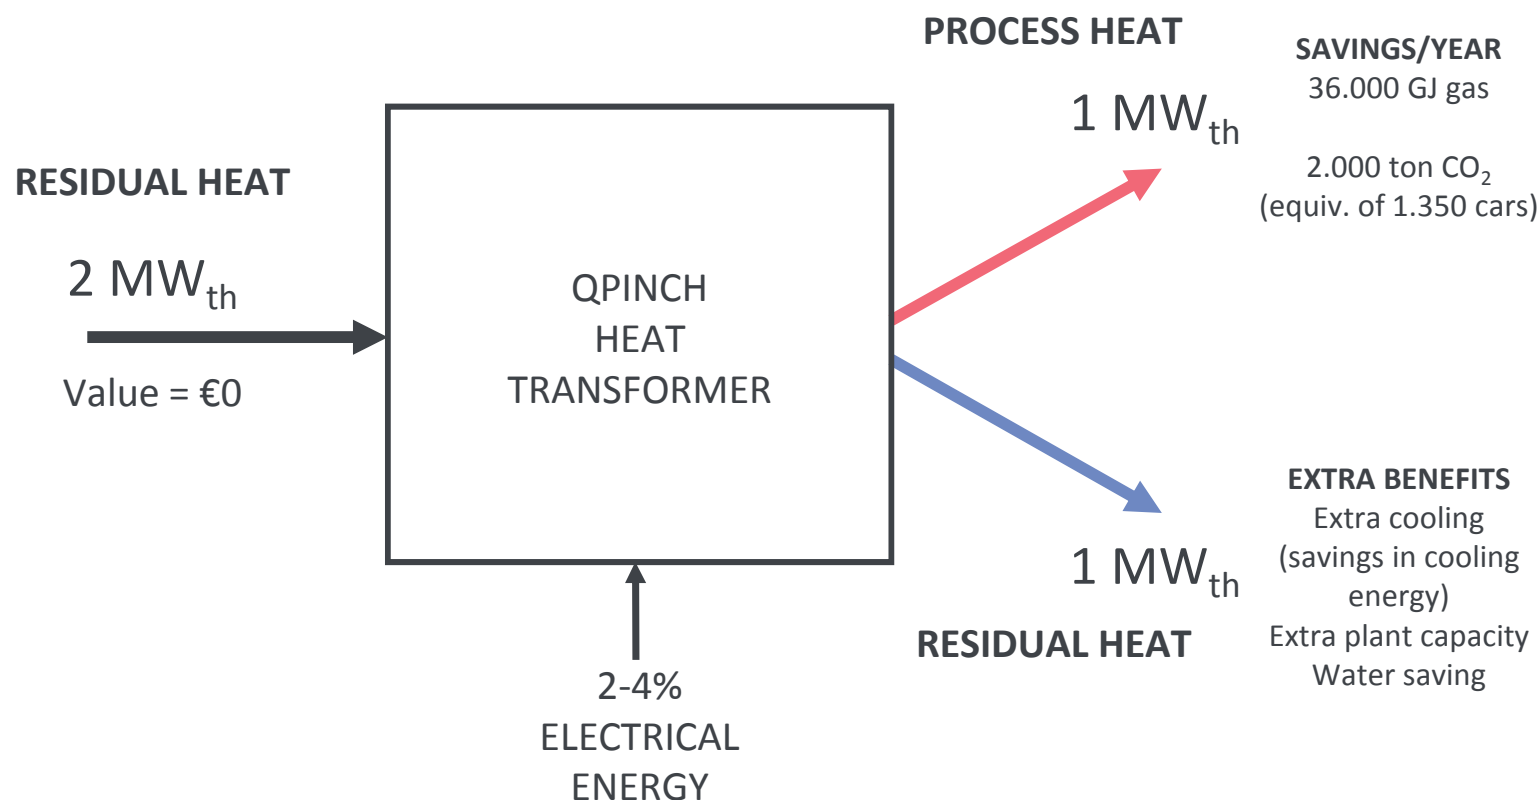 RESIDUAL HEAT
2 MWth
Value = €0
QPINCH
HEAT
TRANSFORMER
2-4%
ELECTRICAL
ENERGY
PROCESS HEAT
1 MWth
SAVINGS/YEAR
36.000 GJ gas
2.000 ton CO2
(equiv. of 1.350 cars)
1 MWth
RESIDUAL HEAT
EXTRA BENEFITS
Extra cooling
(savings in cooling
energy)
Extra plant capacity
Water saving